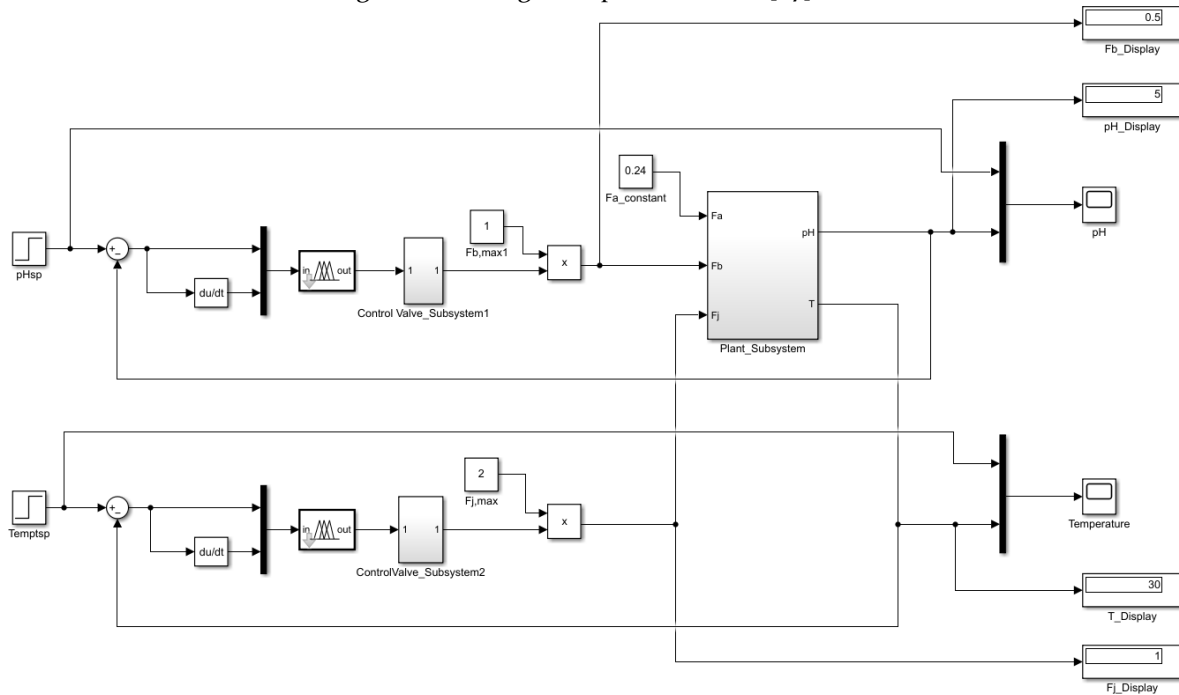 0.5
Fb_Display
5
pH_Display
0.24
Fa_constant
Fa
pH
Fb
T
Fj
Plant_Subsystem
pH
1
Fb,max1
x
+
-
pHsp
du/dt
in
out
1
1
Control Valve_Subsystem1
2
Fj,max
x
+
-
Temptsp
du/dt
in
out
1
1
ControlValve_Subsystem2
Temperature
30
T_Display
1
Fj_Display